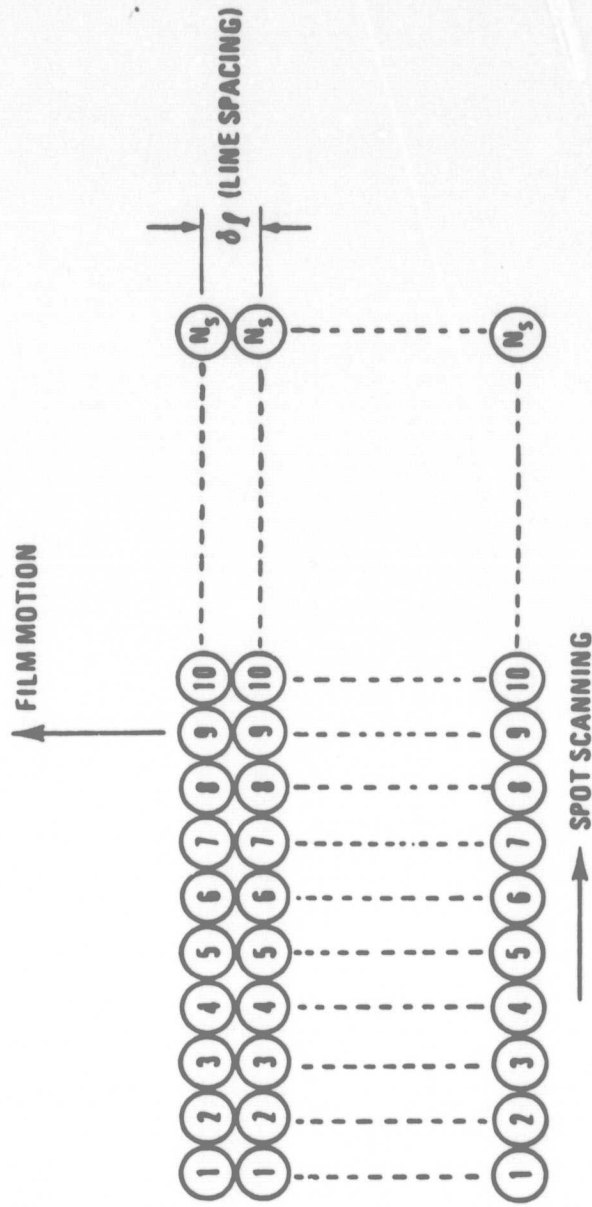 FILM MOTION
1 2 3 4 5 6 7 8 9 10 Nₛ
1 2 3 4 5 6 7 8 9 10 Nₛ
δℓ (LINE SPACING)
1 2 3 4 5 6 7 8 9 10 Nₛ
SPOT SCANNING